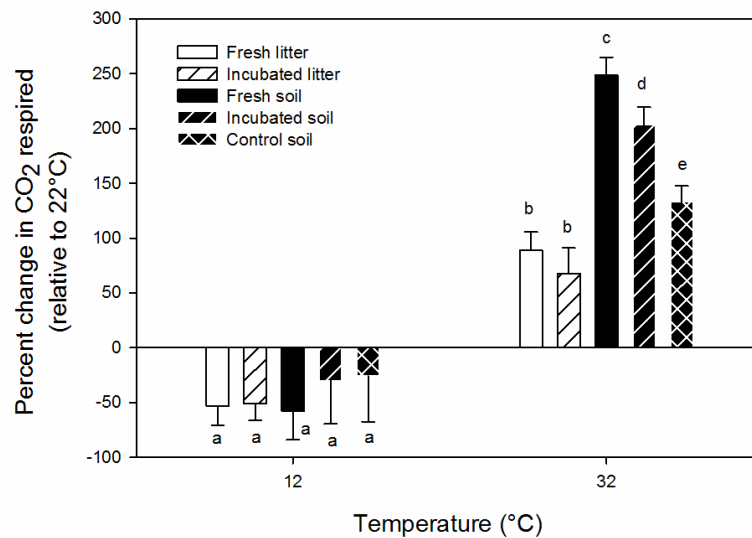 Percent change in CO2 respired
(relative to 22°C)
300
250
200
150
100
50
0
-50
-100
Fresh litter
Incubated litter
Fresh soil
Incubated soil
Control soil
a
a
a
a
a
b
b
c
d
e
12
32
Temperature (°C)